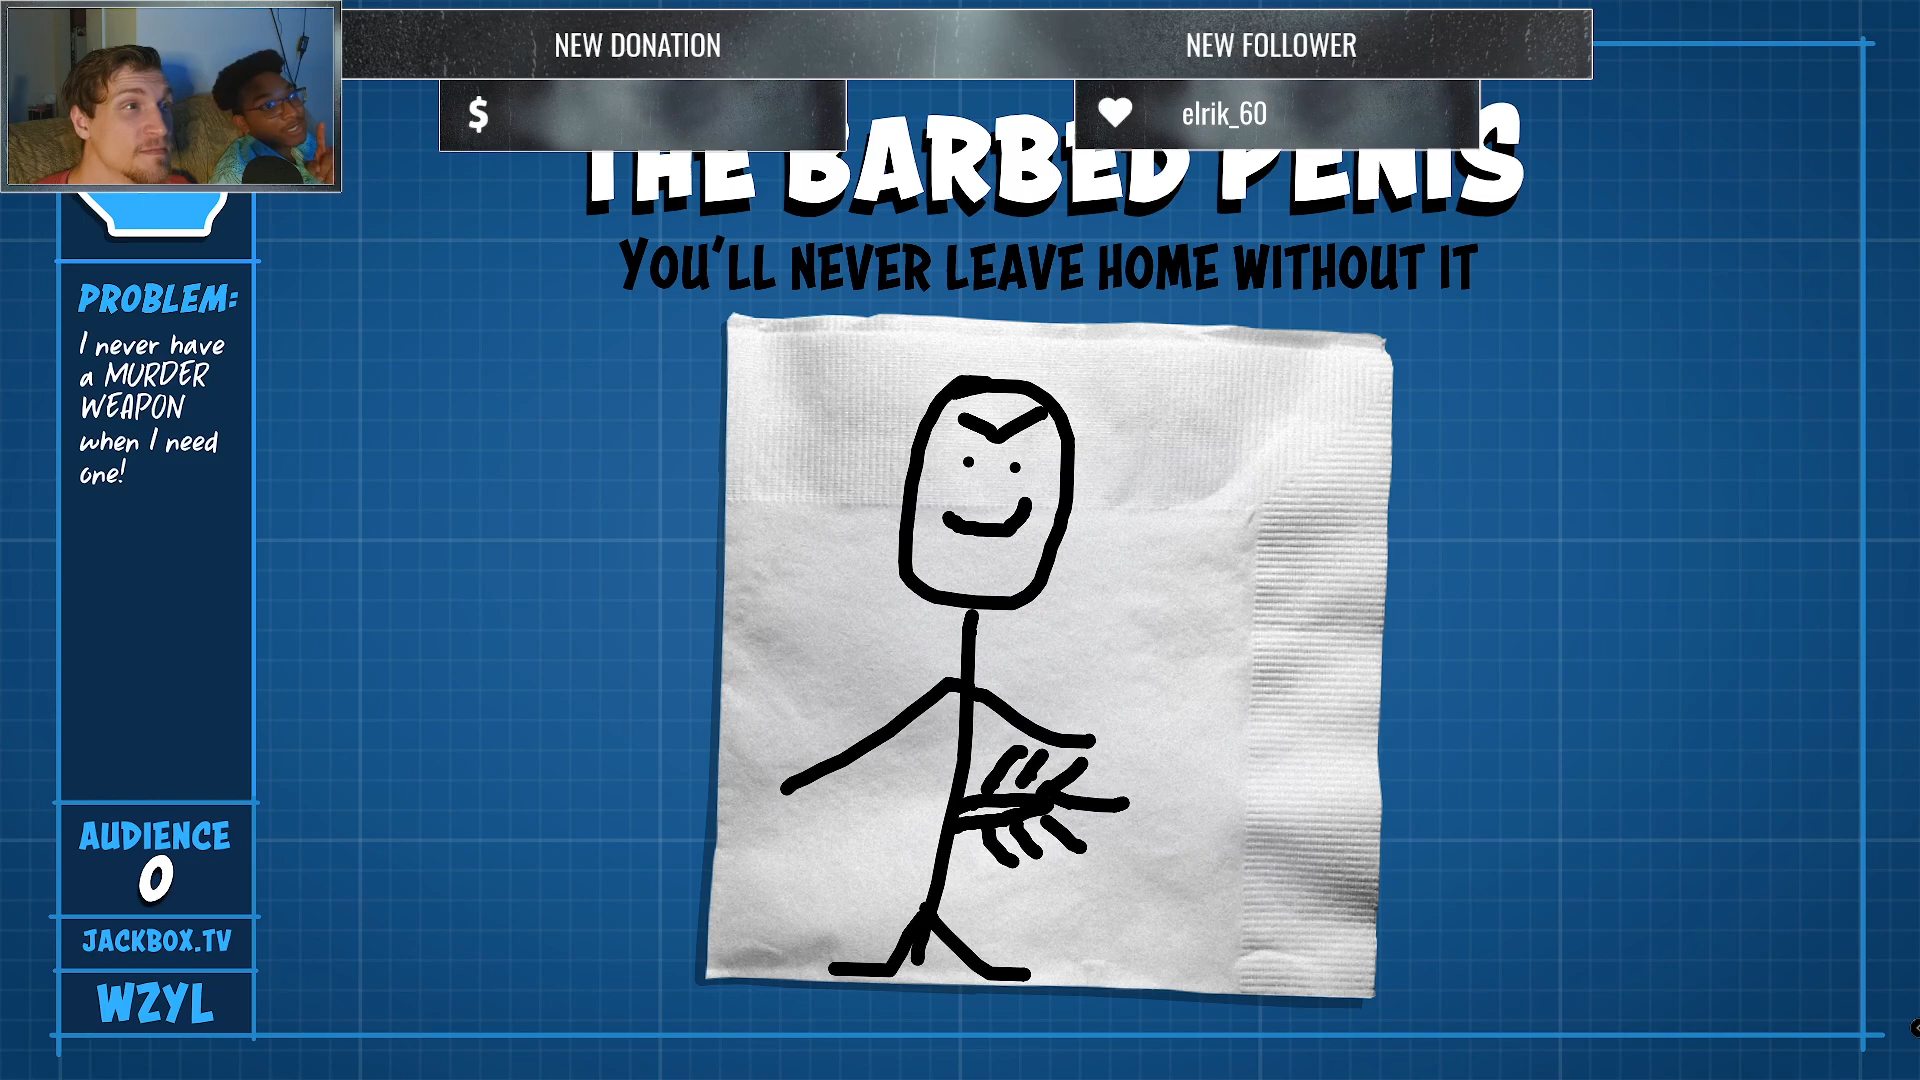 NEW DONATION
NEW FOLLOWER
$
elrik_60
THE BARBED PENIS
YOU'LL NEVER LEAVE HOME WITHOUT IT
PROBLEM:
I never have
a MURDER
WEAPON
when I need
one!
AUDIENCE
0
JACKBOX.TV
WZYL